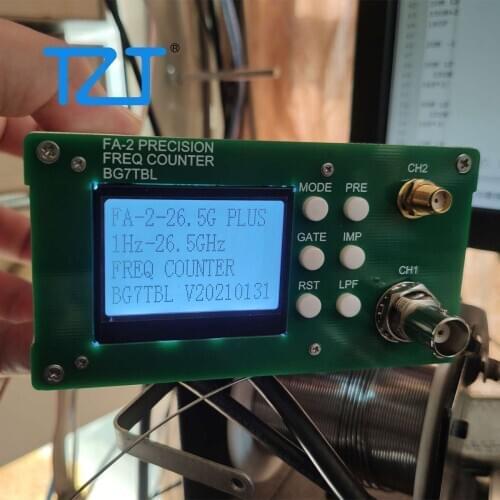 TZT®
FA-2 PRECISION
FREQ COUNTER
BG7TBL
FA-2-26.5G PLUS
1Hz-26.5GHz
FREQ COUNTER
BG7TBL V20210131
MODE PRE
GATE IMP
RST LPF
CH2
CH1